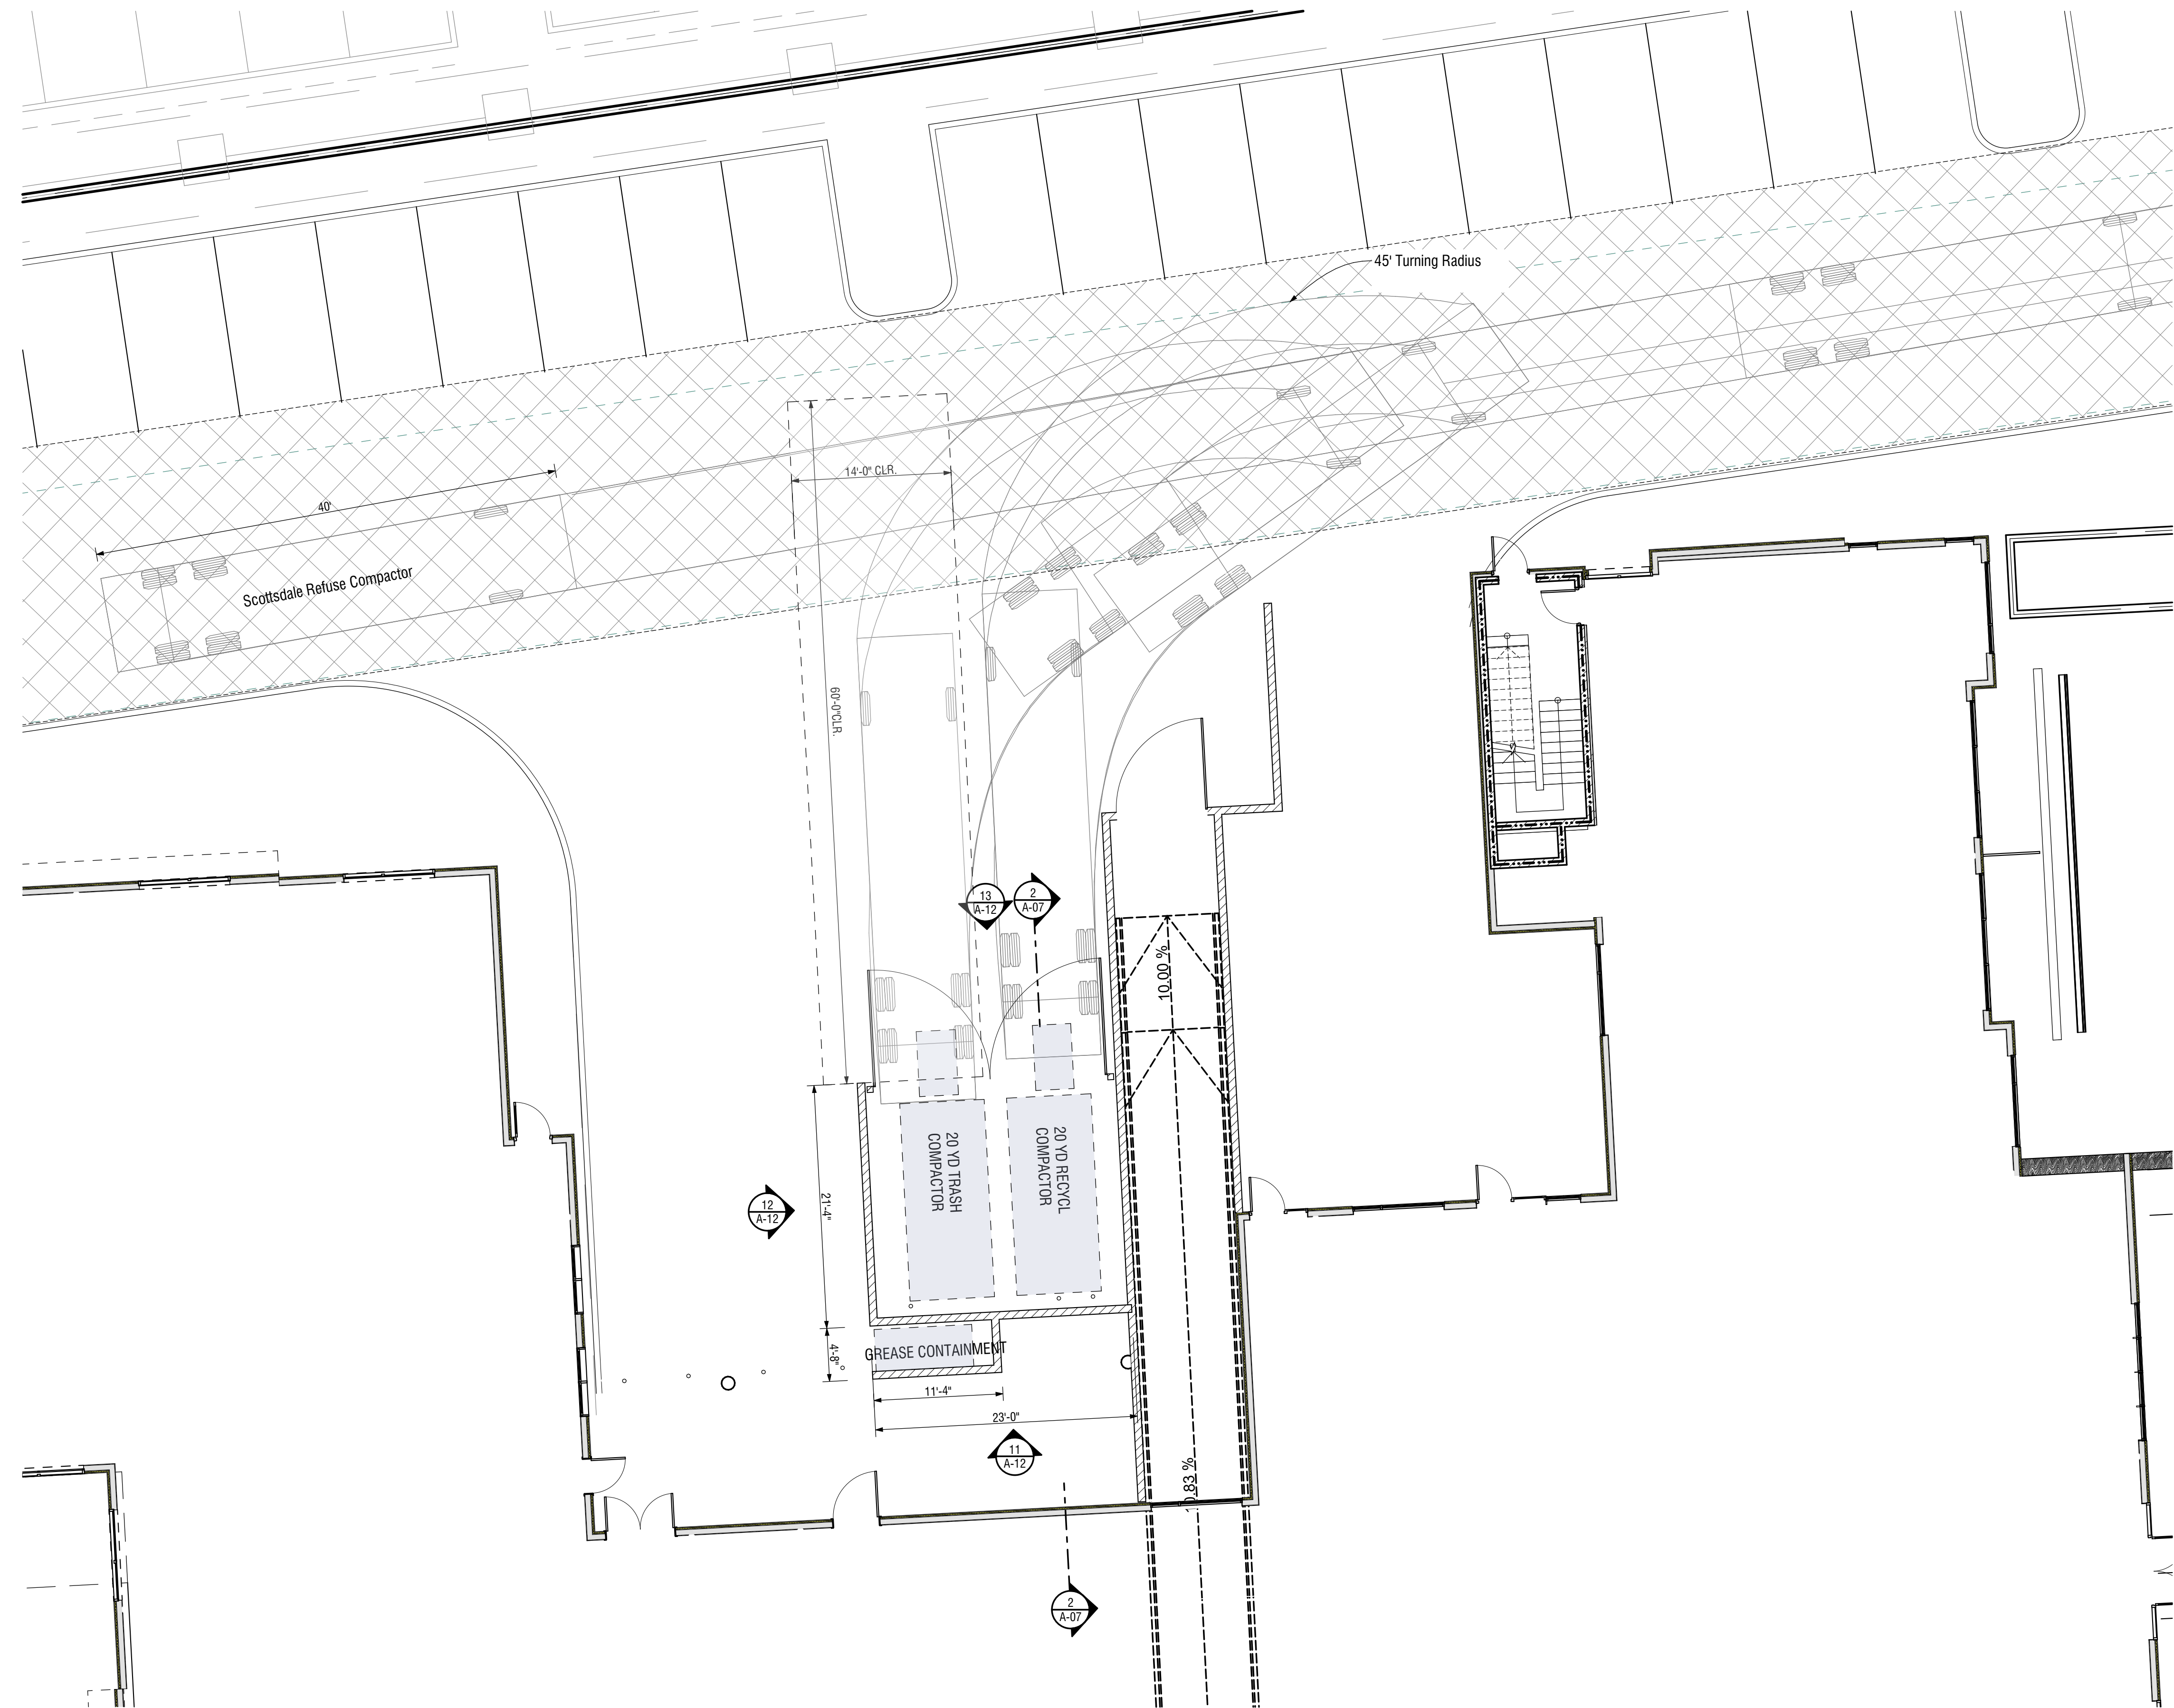 45' Turning Radius
14'-0" CLR.
40'
Scottsdale Refuse Compactor
60'-0"CLR.
13
A-12
2
A-07
10.00 %
20 YD TRASH
COMPACTOR
20 YD RECYCL
COMPACTOR
21'-4"
12
A-12
GREASE CONTAINMENT
4'-8"
11'-4"
23'-0"
11
A-12
2
A-07